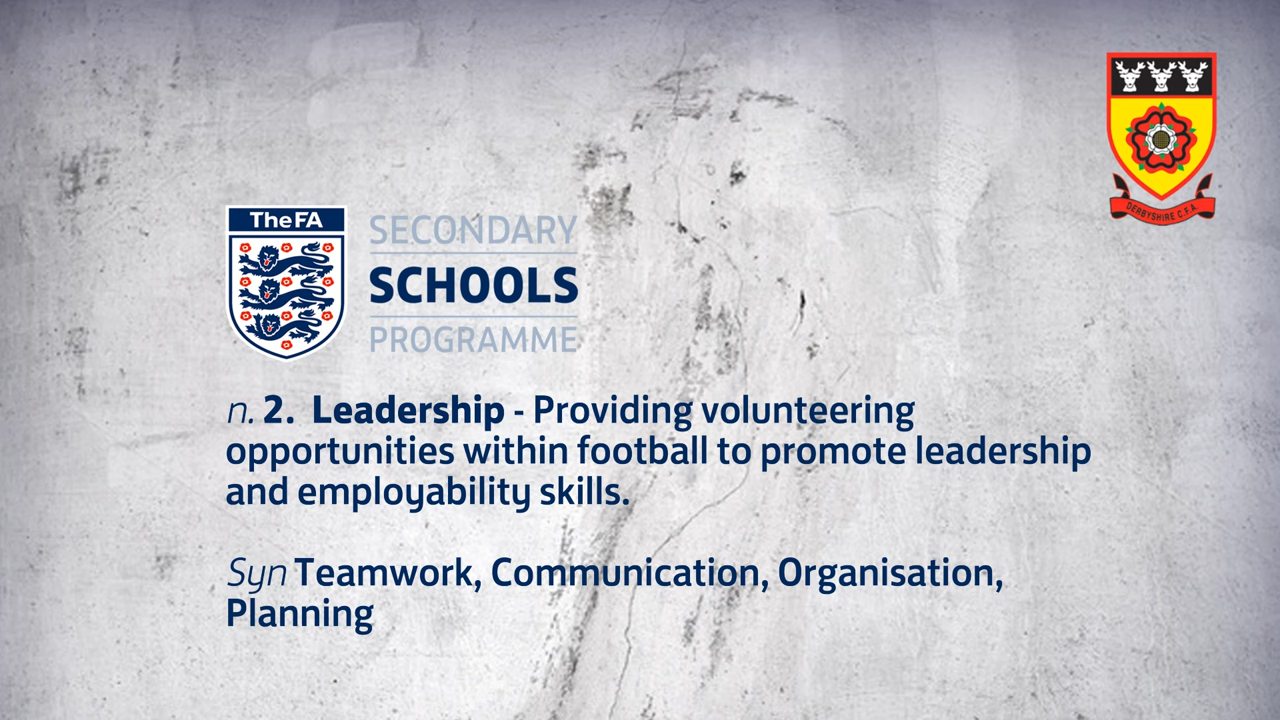 DERBYSHIRE C.F.A.
TheFA
SECONDARY
SCHOOLS
PROGRAMME
n. 2. Leadership - Providing volunteering
opportunities within football to promote leadership
and employability skills.
Syn Teamwork, Communication, Organisation,
Planning